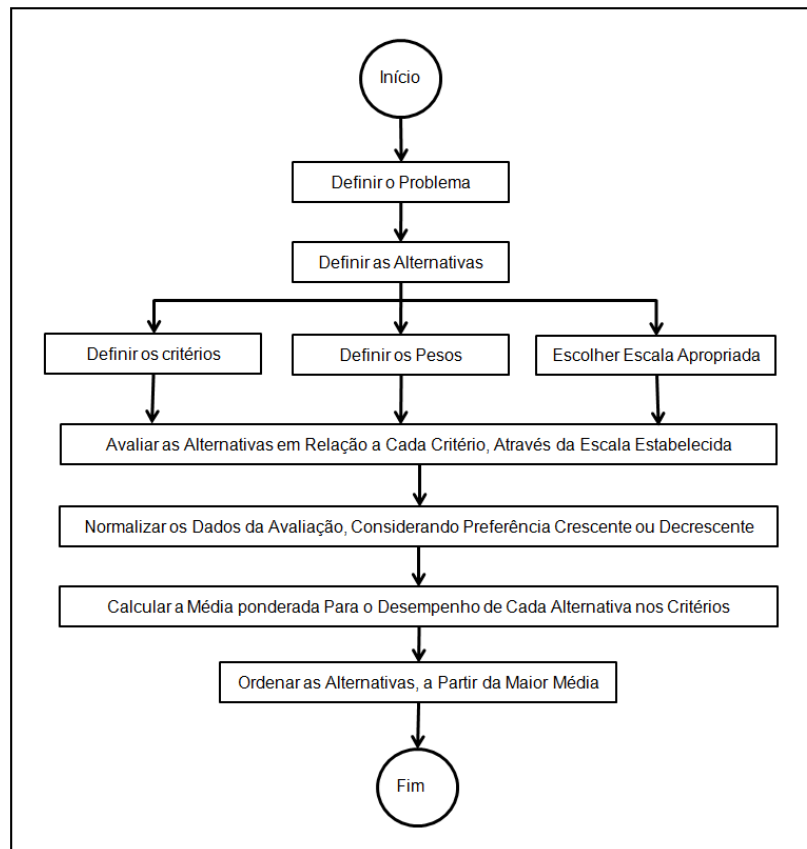 Início
Definir o Problema
Definir as Alternativas
Definir os critérios
Definir os Pesos
Escolher Escala Apropriada
Avaliar as Alternativas em Relação a Cada Critério, Através da Escala Estabelecida
Normalizar os Dados da Avaliação, Considerando Preferência Crescente ou Decrescente
Calcular a Média ponderada Para o Desempenho de Cada Alternativa nos Critérios
Ordenar as Alternativas, a Partir da Maior Média
Fim